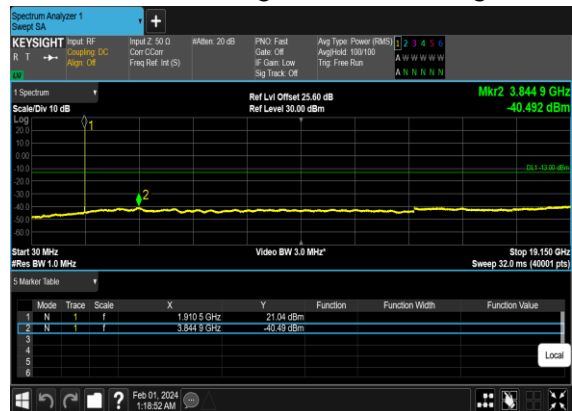 Spectrum Analyzer 1
Swept SA
+
KEYSIGHT Input: RF Input Z: 50 Ω #Atten: 20 dB PNO: Fast Avg Type: Power (RMS) 1 2 3 4 5 6
R T Coupling: DC Corr CCorr Gate: Off Avg|Hold: 100/100 A W W W W W
Align: Off Freq Ref: Int (S) IF Gain: Low Trig: Free Run
Sig Track: Off A N N N N N
LW
1 Spectrum Ref Lvl Offset 25.60 dB Mkr2 3.844 9 GHz
Scale/Div 10 dB Ref Level 30.00 dBm -40.492 dBm
Log
20.0
10.0
0.00
-10.0
-20.0
-30.0
-40.0
-50.0
-60.0
1
2
DL1 -13.00 dBm
Start 30 MHz Video BW 3.0 MHz* Stop 19.150 GHz
#Res BW 1.0 MHz Sweep 32.0 ms (40001 pts)
5 Marker Table
Mode Trace Scale X Y Function Function Width Function Value
1 N 1 f 1.910 5 GHz 21.04 dBm
2 N 1 f 3.844 9 GHz -40.49 dBm
3
4
5
6
Local
? Feb 01, 2024
1:18:52 AM